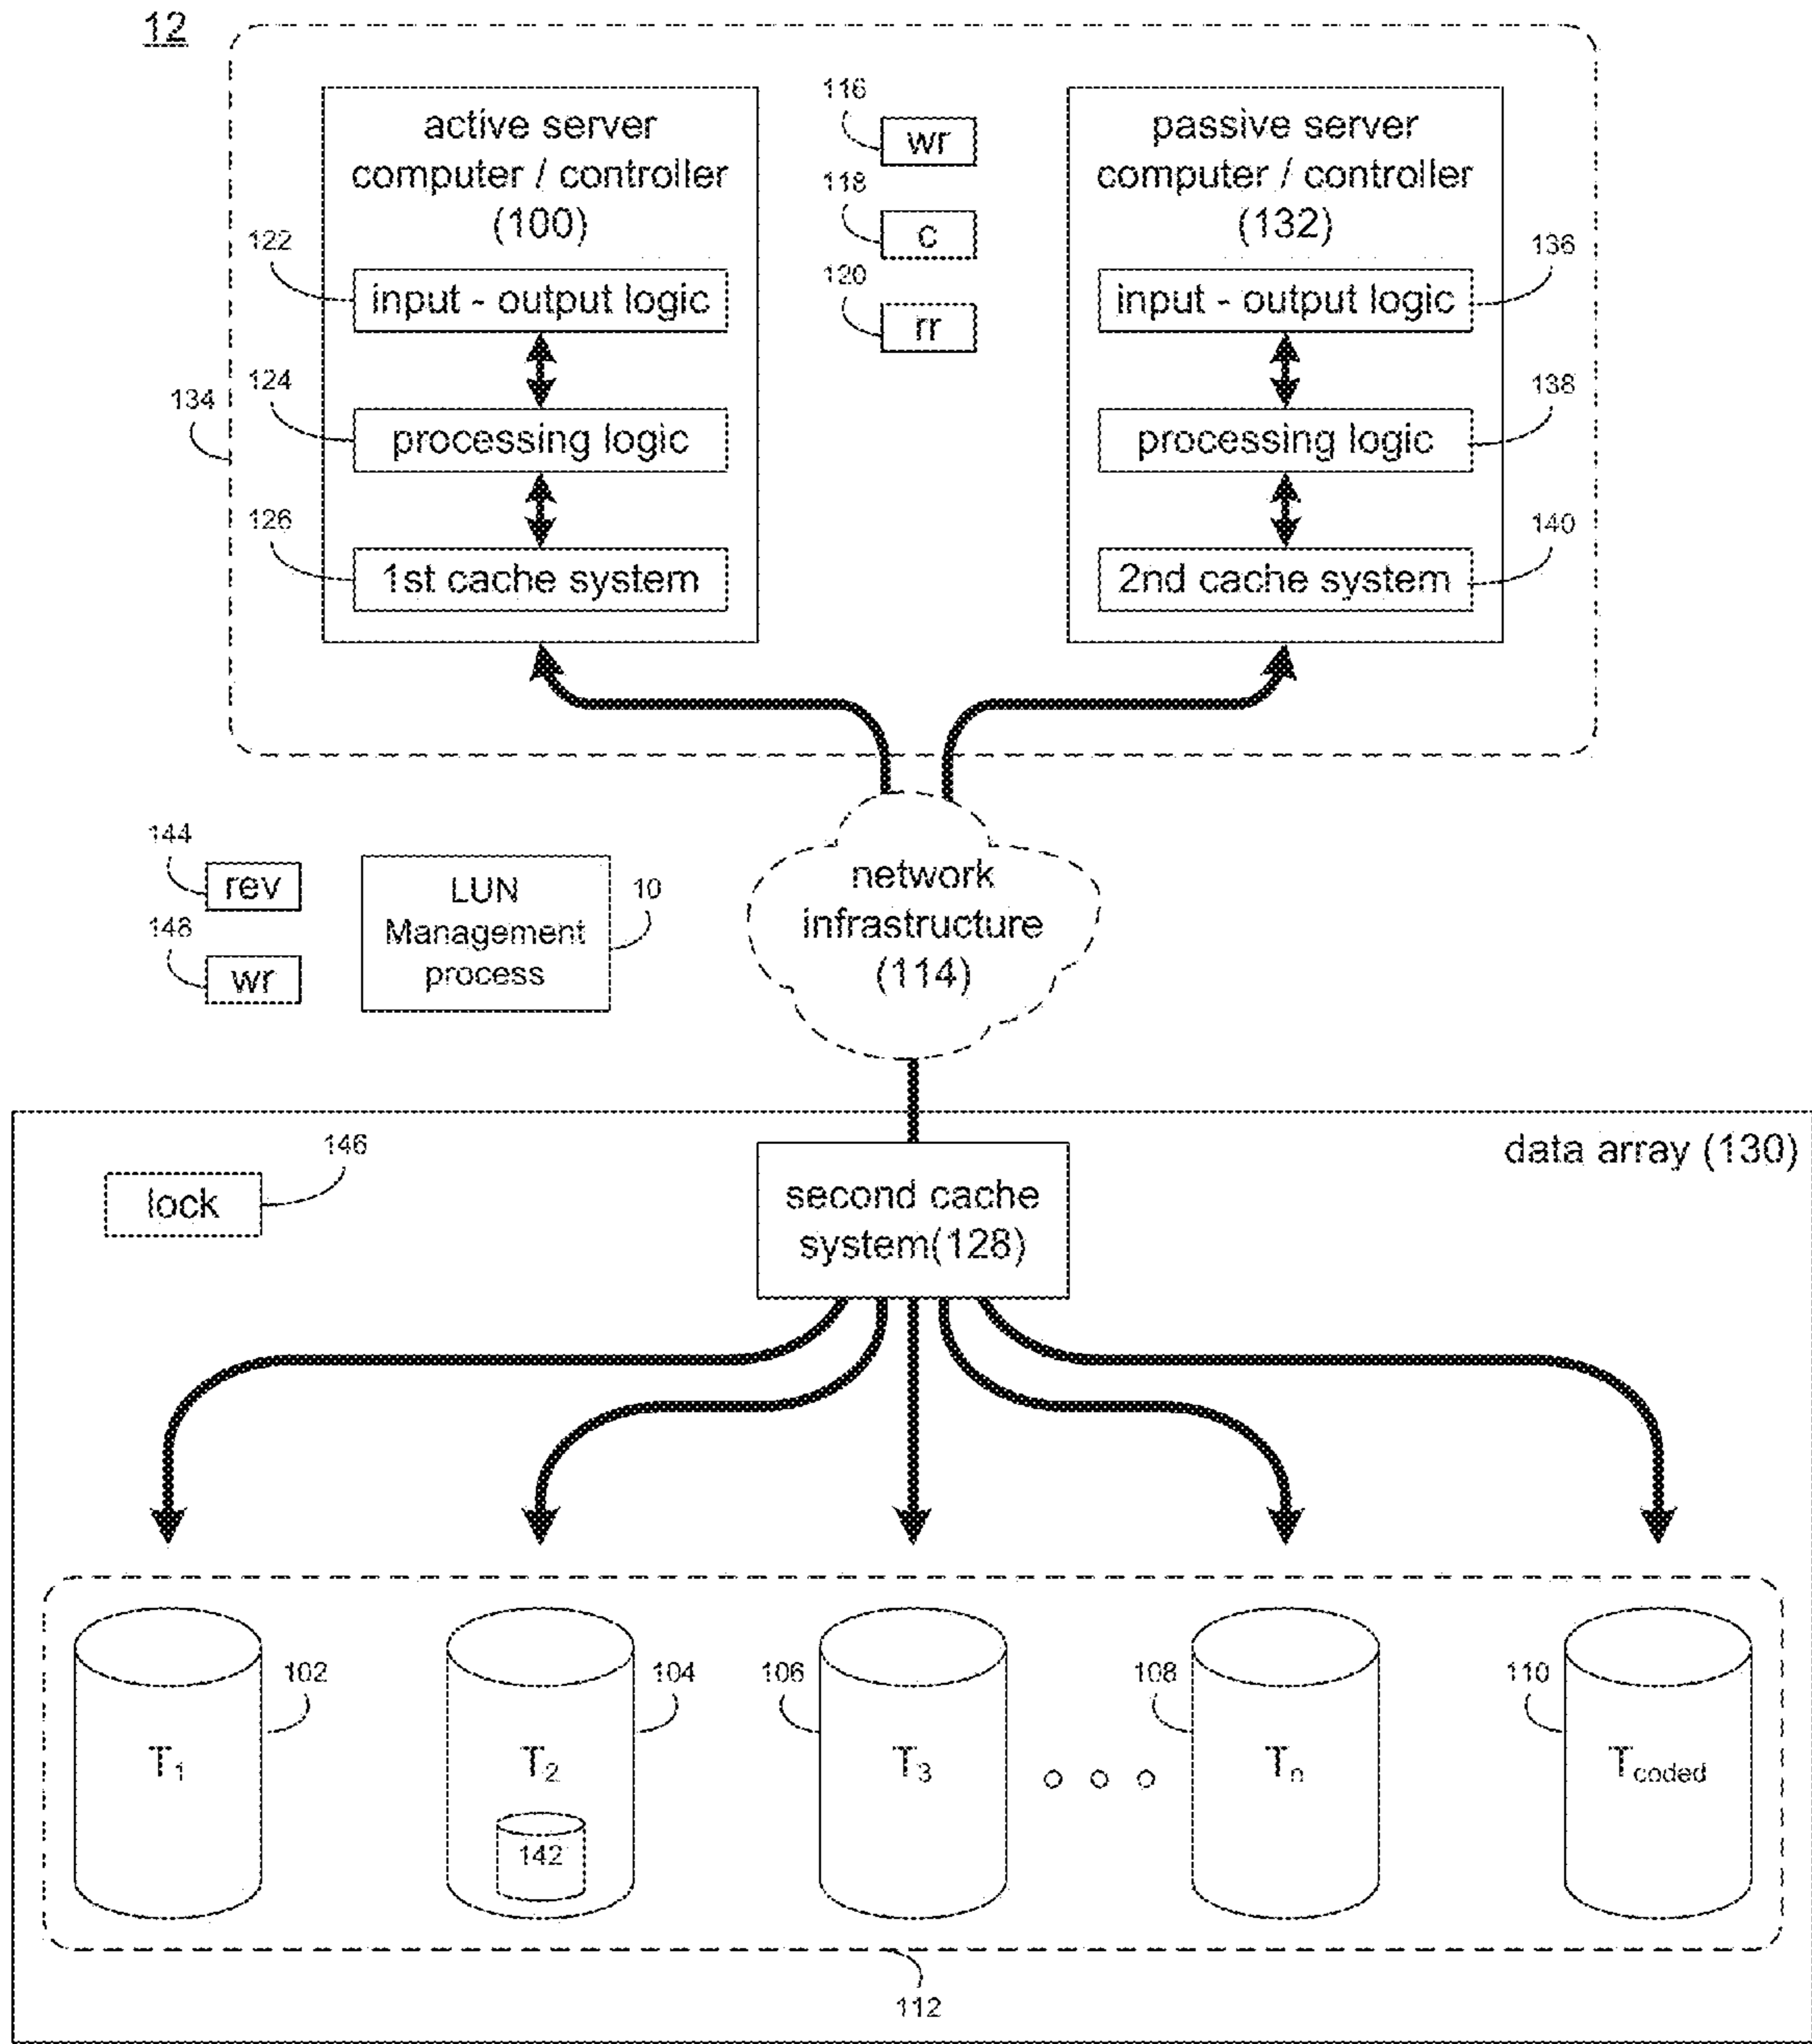 12
active server
computer / controller
(100)
122
input - output logic
124
processing logic
134
126
1st cache system
116
wr
118
c
120
rr
passive server
computer / controller
(132)
input - output logic
136
processing logic
138
2nd cache system
140
144
rev
148
wr
LUN
Management
process
10
network
infrastructure
(114)
data array (130)
146
lock
second cache
system(128)
102
T1
104
T2
142
106
T3
108
Tn
110
Tcoded
112